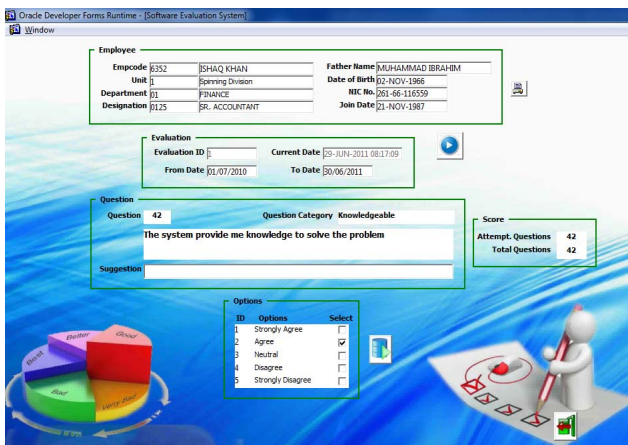 Oracle Developer Forms Runtime - [Software Evaluation System]
Window
Employee
Empcode 6352 ISHAQ KHAN Father Name MUHAMMAD IBRAHIM
Unit 1 Spinning Division Date of Birth 02-NOV-1966
Department 01 FINANCE NIC No. 261-66-116559
Designation 0125 SR. ACCOUNTANT Join Date 21-NOV-1987
Evaluation
Evaluation ID 1 Current Date 29-JUN-2011 08:17:09
From Date 01/07/2010 To Date 30/06/2011
Question
Question 42 Question Category Knowledgeable
The system provide me knowledge to solve the problem
Suggestion
Score
Attempt. Questions 42
Total Questions 42
Options
ID Options Select
1 Strongly Agree
2 Agree
3 Neutral
4 Disagree
5 Strongly Disagree
Better
Good
Best
Bad
Very Bad